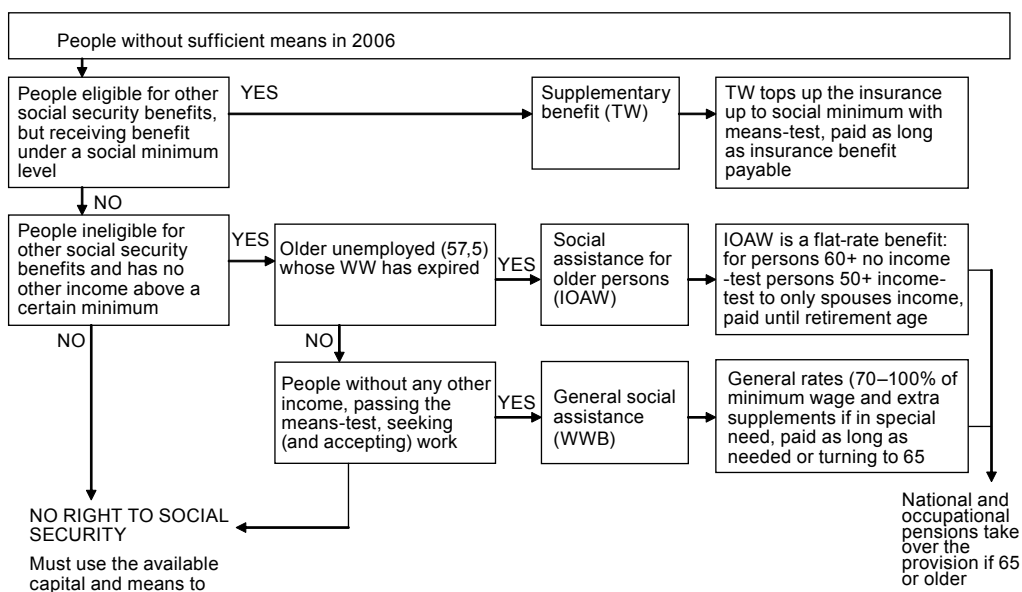 People without sufficient means in 2006
People eligible for other
social security benefits,
but receiving benefit
under a social minimum
level
YES
Supplementary
benefit (TW)
TW tops up the insurance
up to social minimum with
means-test, paid as long
as insurance benefit
payable
NO
People ineligible for
other social security
benefits and has no
other income above a
certain minimum
YES
Older unemployed (57,5)
whose WW has expired
YES
Social
assistance for
older persons
(IOAW)
IOAW is a flat-rate benefit:
for persons 60+ no income
-test persons 50+ income-
test to only spouses income,
paid until retirement age
NO
NO
People without any other
income, passing the
means-test, seeking
(and accepting) work
YES
General social
assistance
(WWB)
General rates (70–100% of
minimum wage and extra
supplements if in special
need, paid as long as
needed or turning to 65
NO RIGHT TO SOCIAL
SECURITY
Must use the available
capital and means to
National and
occupational
pensions take
over the
provision if 65
or older